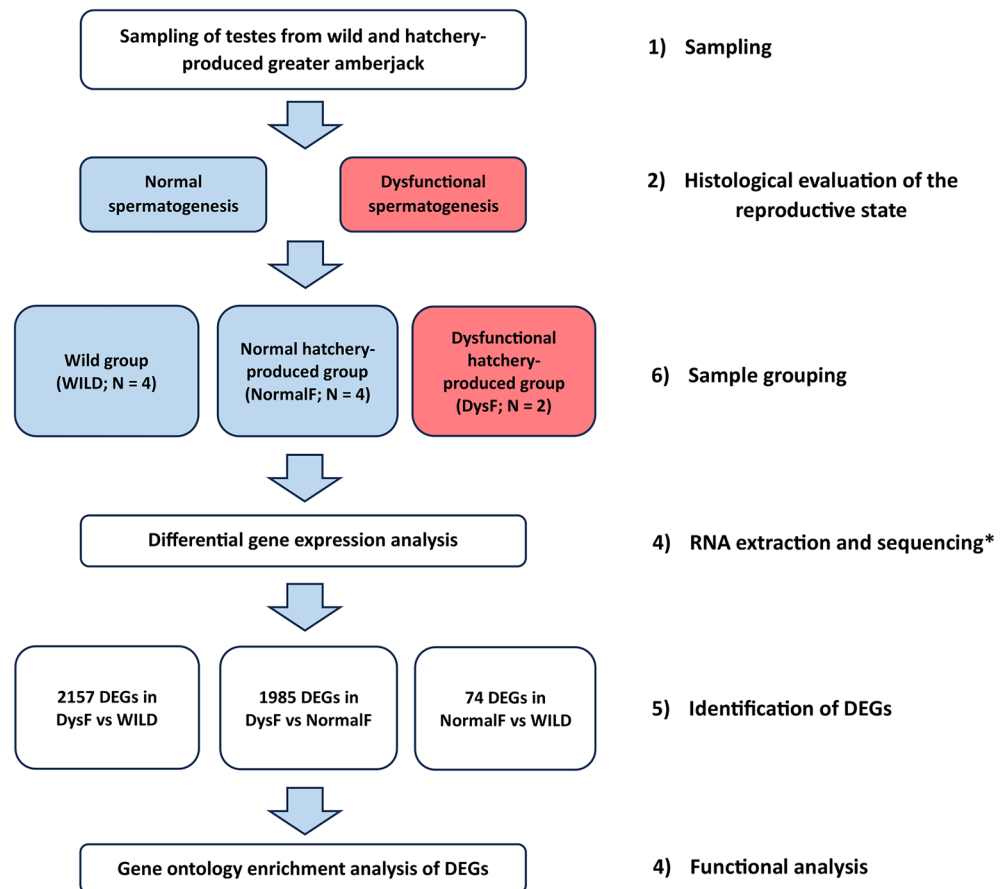 Sampling of testes from wild and hatchery-
produced greater amberjack
1) Sampling
Normal
spermatogenesis
Dysfunctional
spermatogenesis
2) Histological evaluation of the
reproductive state
Wild group
(WILD; N = 4)
Normal hatchery-
produced group
(NormalF; N = 4)
Dysfunctional
hatchery-
produced group
(DysF; N = 2)
6) Sample grouping
Differential gene expression analysis
4) RNA extraction and sequencing*
2157 DEGs in
DysF vs WILD
1985 DEGs in
DysF vs NormalF
74 DEGs in
NormalF vs WILD
5) Identification of DEGs
Gene ontology enrichment analysis of DEGs
4) Functional analysis